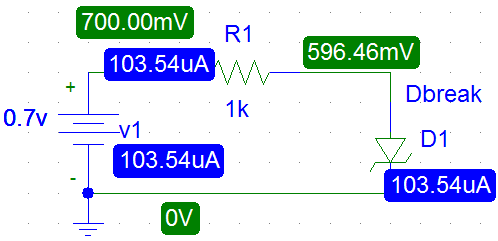 700.00mV
R1
596.46mV
103.54uA
+
Dbreak
1k
0.7v
v1
D1
103.54uA
-
103.54uA
0V